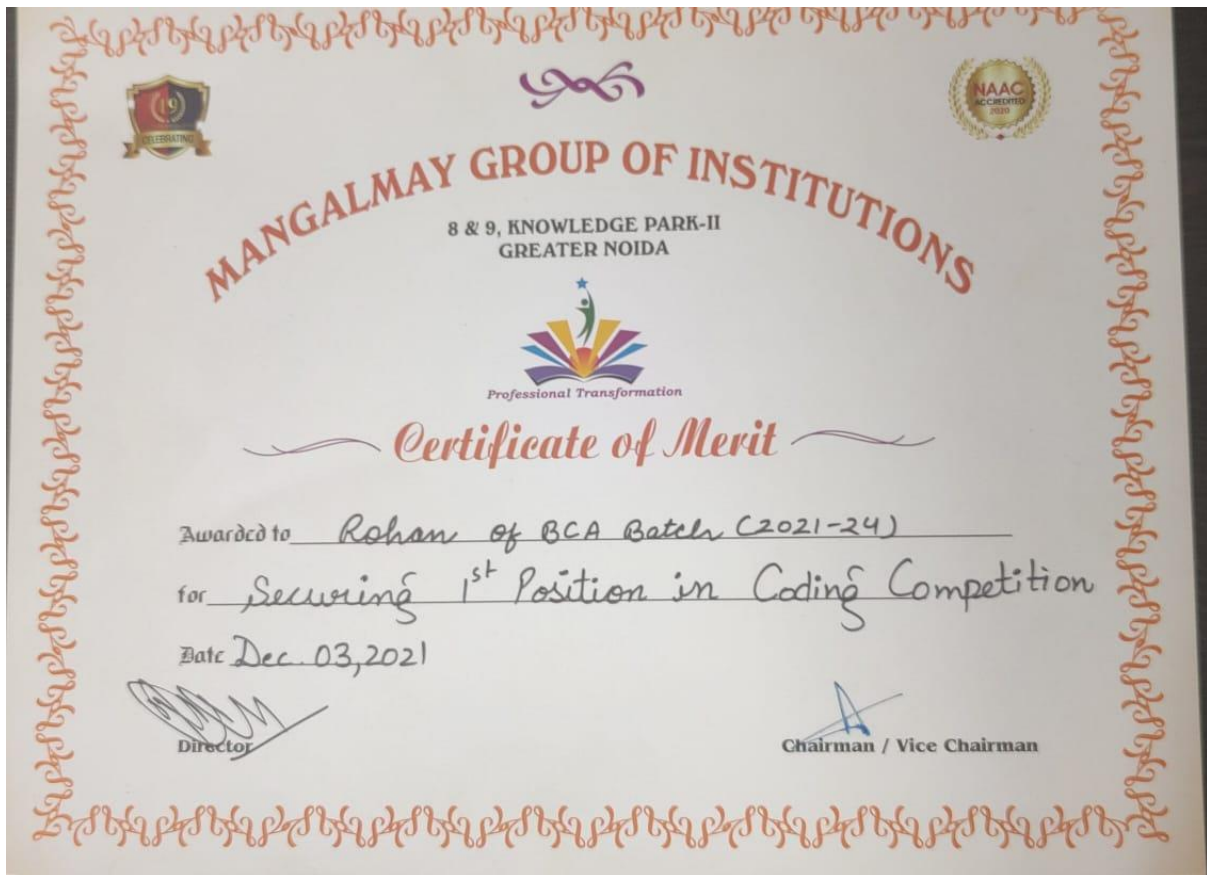 19
CELEBRATING
NAAC
ACCREDITED
2020
MANGALMAY GROUP OF INSTITUTIONS
8 & 9, KNOWLEDGE PARK-II
GREATER NOIDA
Professional Transformation
Certificate of Merit
Awarded to Rohan of BCA Batch (2021-24)
for Securing 1st Position in Coding Competition
Date Dec. 03,2021
Director
Chairman / Vice Chairman